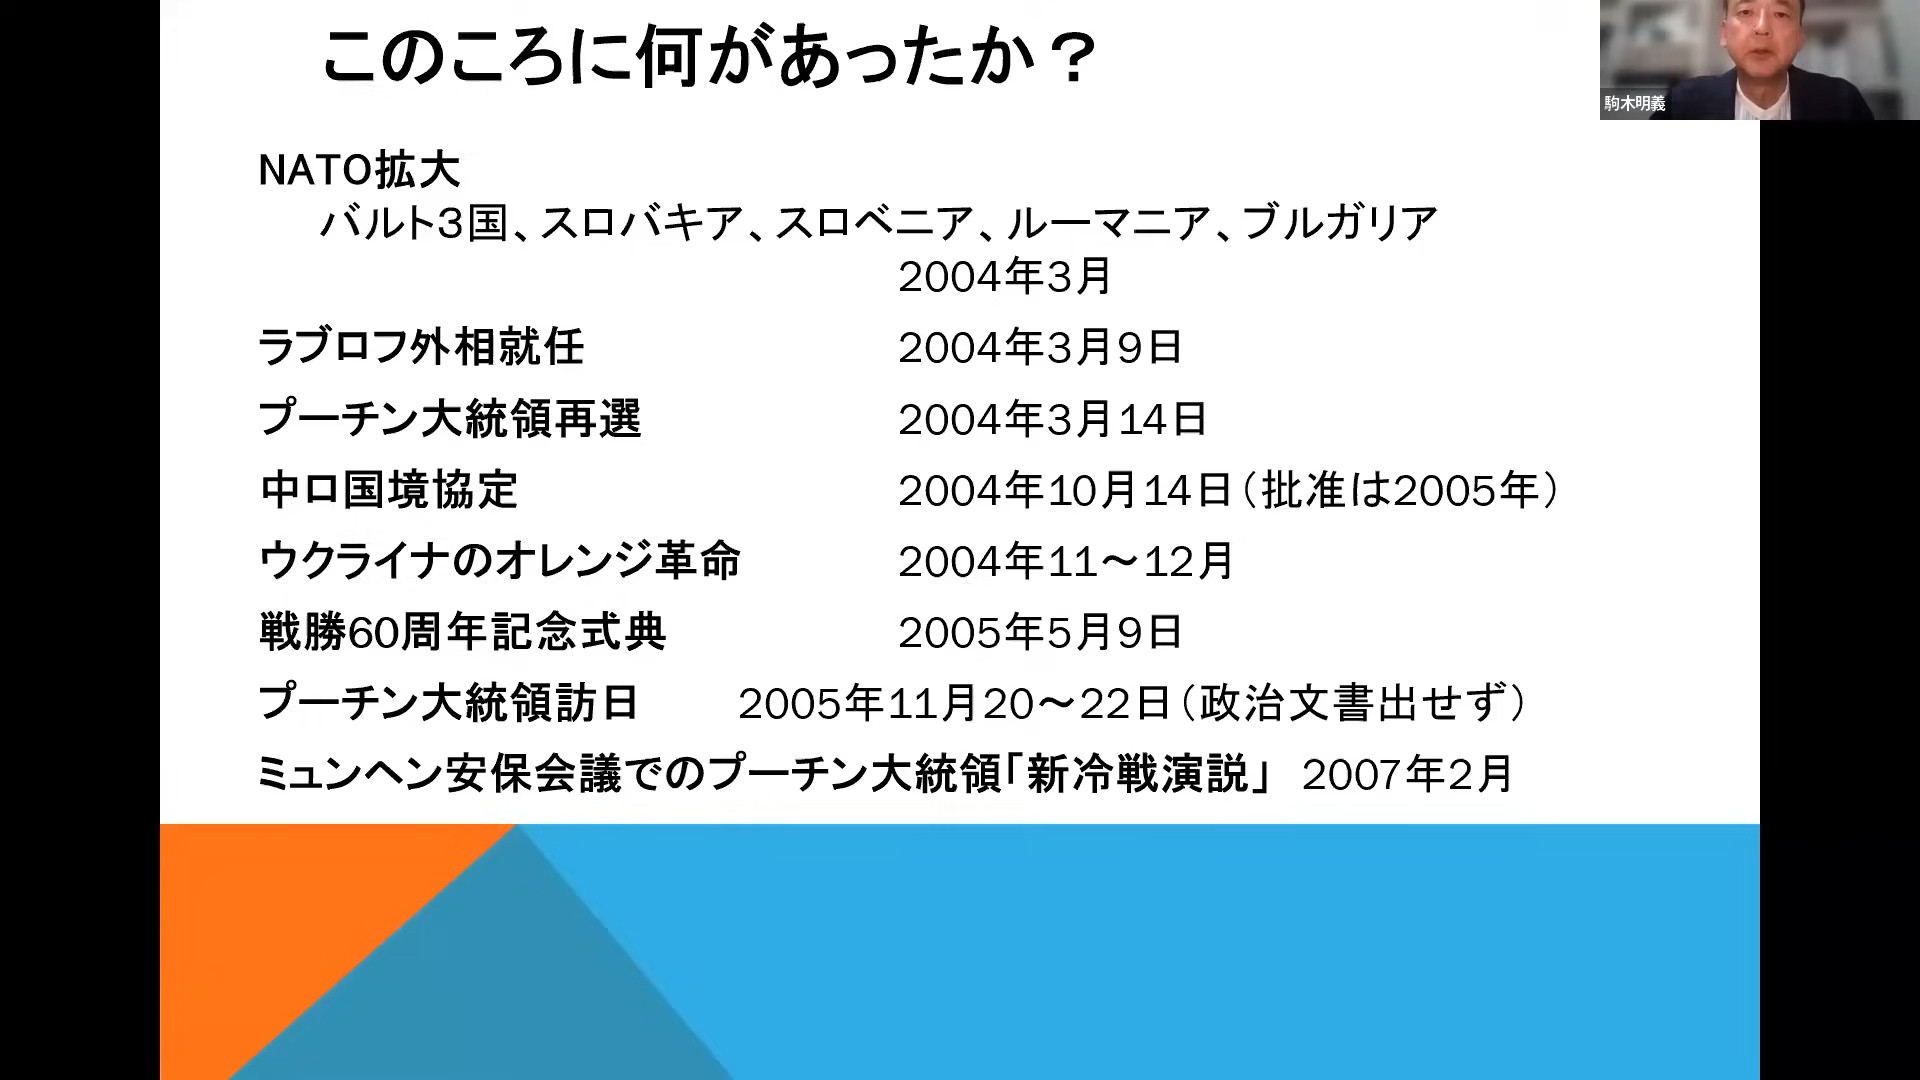 このころに何があったか？
駒木明義
NATO拡大
バルト３国、スロバキア、スロベニア、ルーマニア、ブルガリア
2004年3月
ラブロフ外相就任 2004年3月9日
プーチン大統領再選 2004年3月14日
中ロ国境協定 2004年10月14日（批准は2005年）
ウクライナのオレンジ革命 2004年11～12月
戦勝60周年記念式典 2005年5月9日
プーチン大統領訪日 2005年11月20～22日（政治文書出せず）
ミュンヘン安保会議でのプーチン大統領「新冷戦演説」 2007年2月